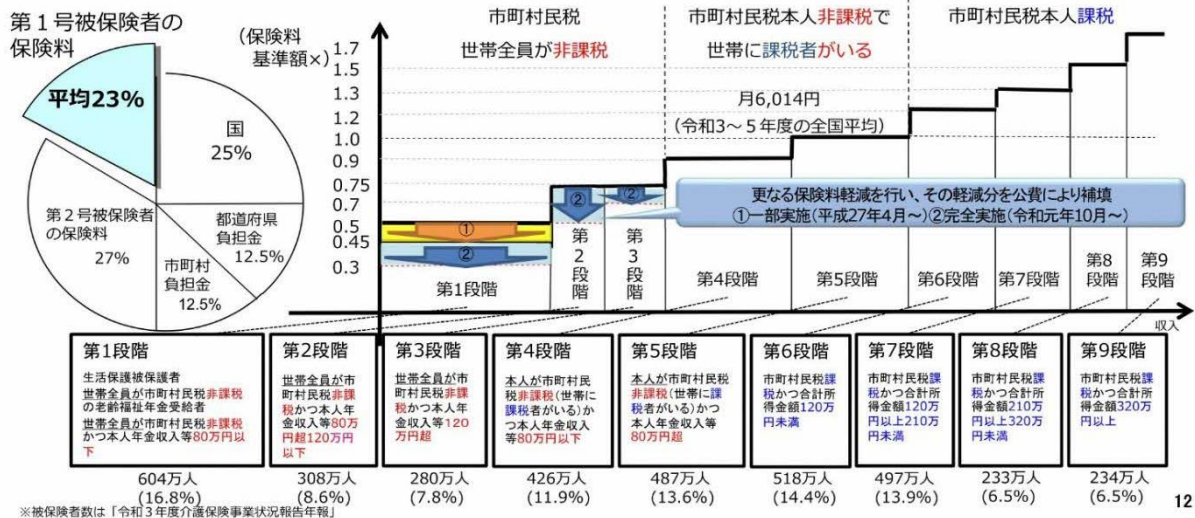 第１号被保険者の
保険料
平均23%
国
25%
都道府県
負担金
12.5%
市町村
負担金
12.5%
第２号被保険者
の保険料
27%
(保険料
基準額×)
1.7
1.5
1.3
1.2
1.0
0.9
0.75
0.7
0.5
0.45
0.3
市町村民税
世帯全員が非課税
市町村民税本人非課税で
世帯に課税者がいる
市町村民税本人課税
月6,014円
(令和3～５年度の全国平均)
更なる保険料軽減を行い、その軽減分を公費により補填
①一部実施(平成27年4月～)②完全実施(令和元年10月～)
①
②
②
②
第1段階
第2段階
第3段階
第4段階
第5段階
第6段階
第7段階
第8
段階
第9
段階
収入
第１段階
生活保護被保護者
世帯全員が市町村民税非課税
の老齢福祉年金受給者
世帯全員が市町村民税非課税
かつ本人年金収入等80万円以
下
604万人
(16.8%)
第２段階
世帯全員が市
町村民税非課
税かつ本人年
金収入等80万
円超120万円
以下
308万人
(8.6%)
第３段階
世帯全員が市
町村民税非課
税かつ本人年
金収入等120
万円超
280万人
(7.8%)
第４段階
本人が市町村民
税非課税(世帯に
課税者がいる)か
つ本人年金収入
等80万円以下
426万人
(11.9%)
第５段階
本人が市町村民税
非課税(世帯に課
税者がいる)かつ
本人年金収入等
80万円超
487万人
(13.6%)
第６段階
市町村民税課
税かつ合計所
得金額120万
円未満
518万人
(14.4%)
第７段階
市町村民税課
税かつ合計所
得金額120万
円以上210万
円未満
497万人
(13.9%)
第８段階
市町村民税課
税かつ合計所
得金額210万
円以上320万
円未満
233万人
(6.5%)
第９段階
市町村民税課
税かつ合計所
得金額320万
円以上
234万人
(6.5%)
※被保険者数は「令和３年度介護保険事業状況報告年報」
12